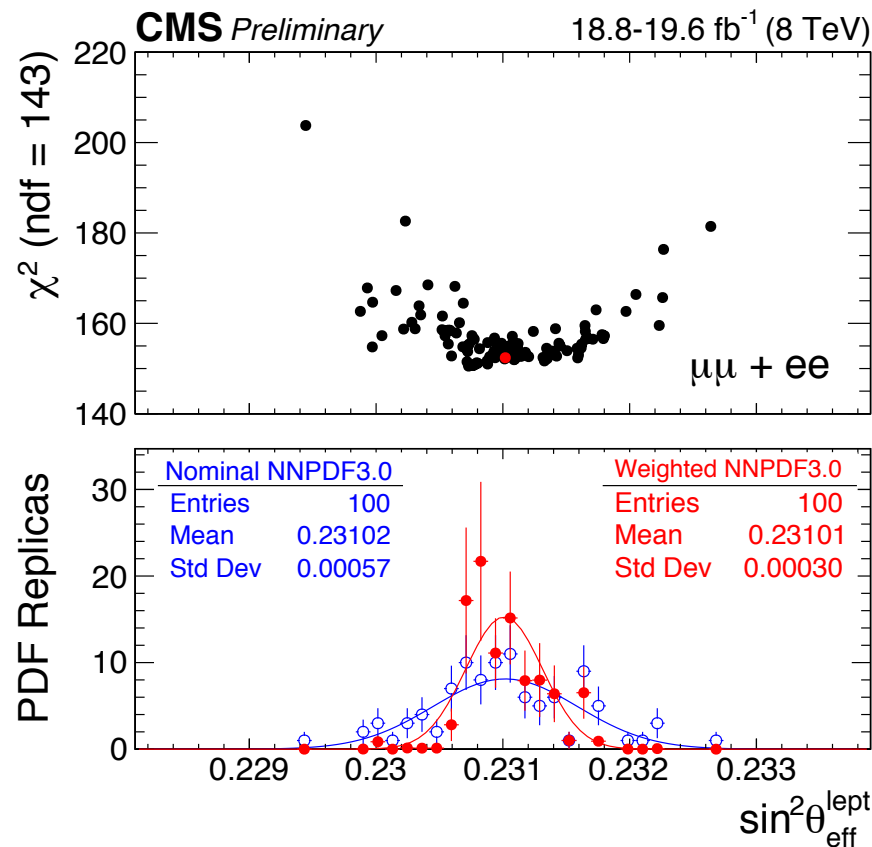 CMS Preliminary 18.8-19.6 fb⁻¹ (8 TeV)
χ² (ndf = 143)
220
200
180
160
140
μμ + ee
PDF Replicas
30
20
10
0
Nominal NNPDF3.0
Entries 100
Mean 0.23102
Std Dev 0.00057
Weighted NNPDF3.0
Entries 100
Mean 0.23101
Std Dev 0.00030
0.229 0.23 0.231 0.232 0.233
sin²θ_eff^lept